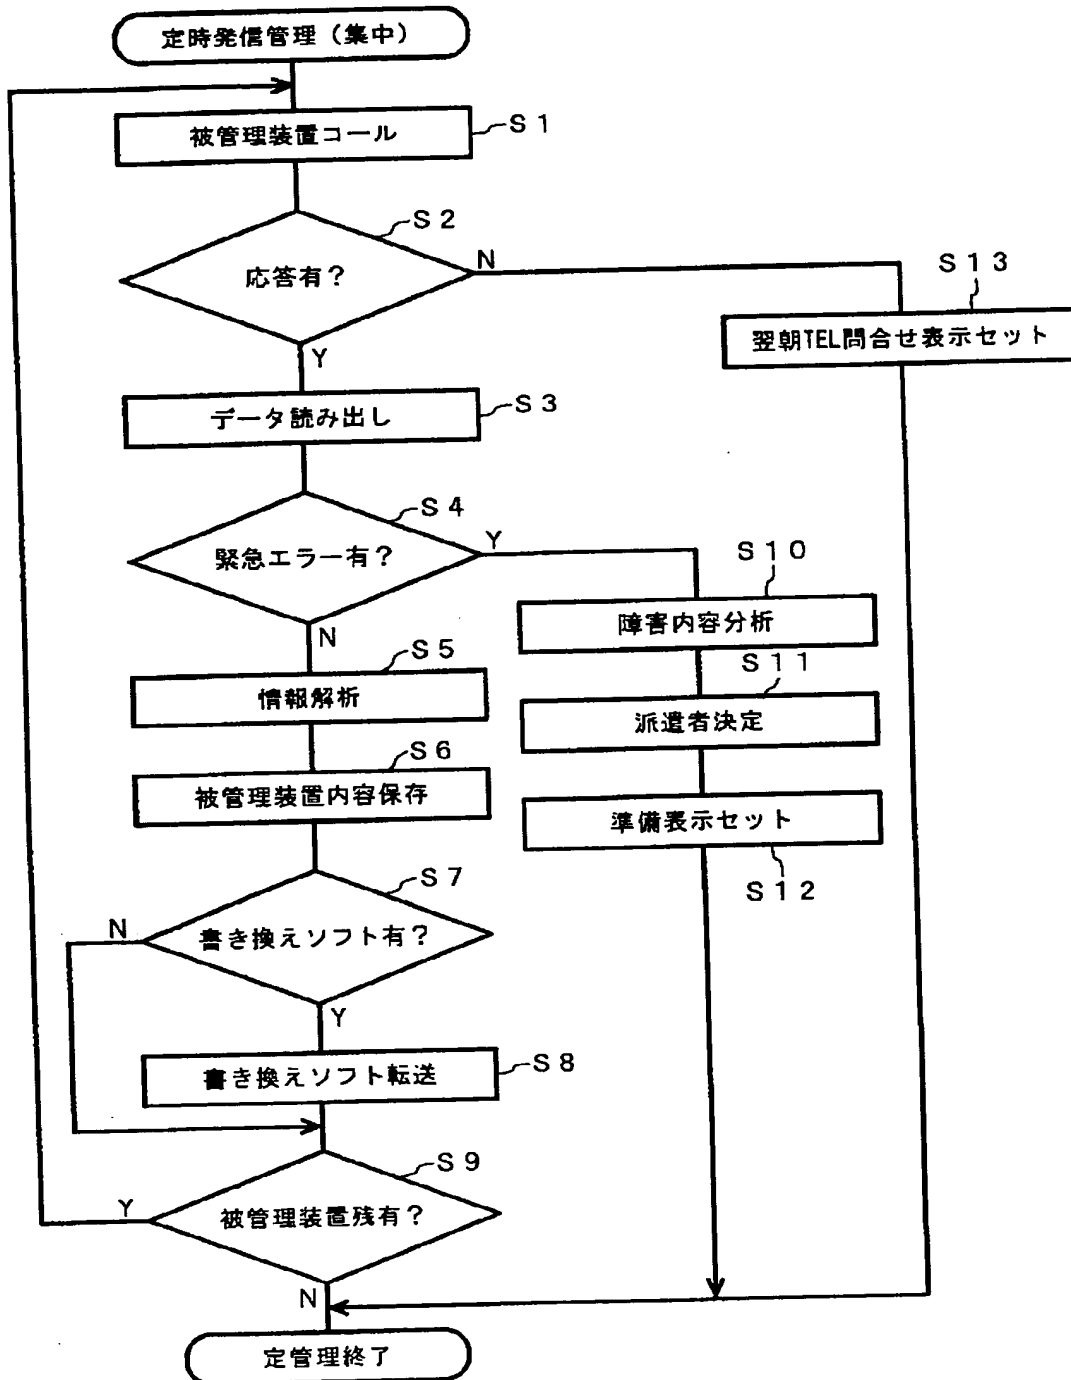 定時発信管理（集中）
被管理装置コール
S1
S2
応答有？
N
Y
S13
翌朝TEL問合せ表示セット
データ読み出し
S3
S4
緊急エラー有？
Y
N
S10
障害内容分析
S5
情報解析
S11
派遣者決定
S6
被管理装置内容保存
準備表示セット
S12
S7
書き換えソフト有？
N
Y
書き換えソフト転送
S8
S9
被管理装置残有？
Y
N
定管理終了